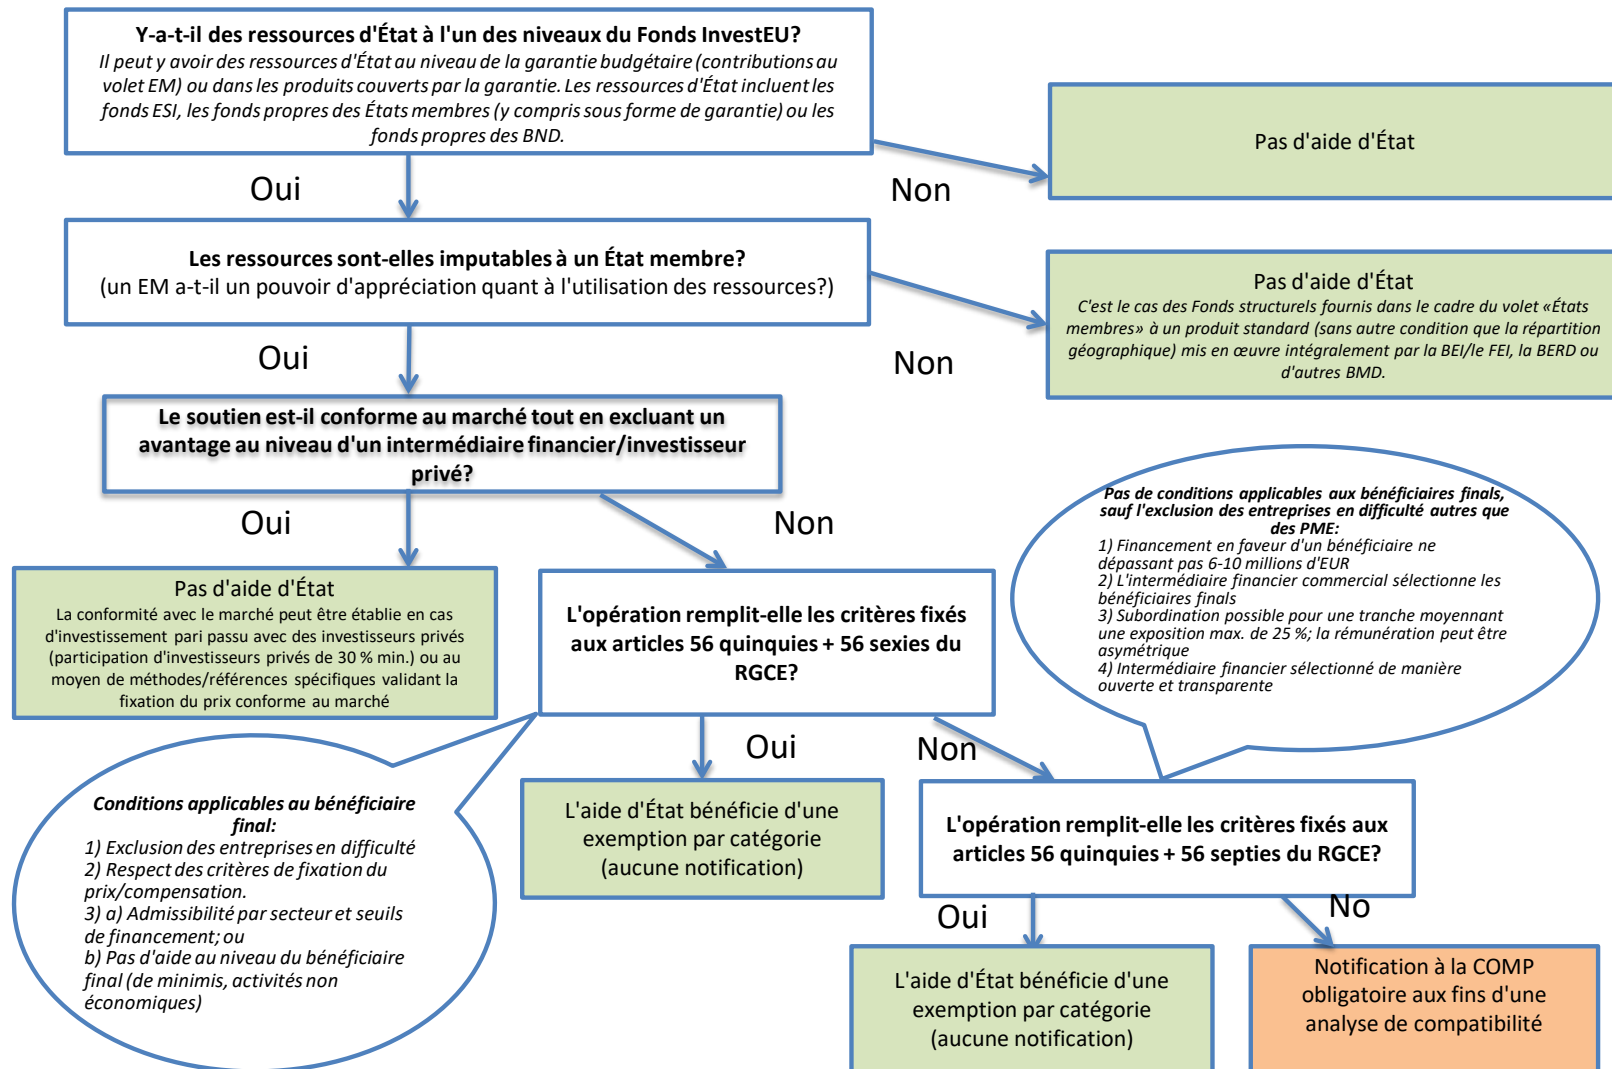 Y-a-t-il des ressources d'État à l'un des niveaux du Fonds InvestEU?
Il peut y avoir des ressources d'État au niveau de la garantie budgétaire (contributions au
volet EM) ou dans les produits couverts par la garantie. Les ressources d'État incluent les
fonds ESI, les fonds propres des États membres (y compris sous forme de garantie) ou les
fonds propres des BND.
Pas d'aide d'État
Oui
Non
Les ressources sont-elles imputables à un État membre?
(un EM a-t-il un pouvoir d'appréciation quant à l'utilisation des ressources?)
Pas d'aide d'État
C'est le cas des Fonds structurels fournis dans le cadre du volet «États
membres» à un produit standard (sans autre condition que la répartition
géographique) mis en œuvre intégralement par la BEI/le FEI, la BERD ou
d'autres BMD.
Oui
Non
Le soutien est-il conforme au marché tout en excluant un
avantage au niveau d'un intermédiaire financier/investisseur
privé?
Oui
Non
Pas de conditions applicables aux bénéficiaires finals,
sauf l'exclusion des entreprises en difficulté autres que
des PME:
1) Financement en faveur d'un bénéficiaire ne
dépassant pas 6-10 millions d'EUR
2) L'intermédiaire financier commercial sélectionne les
bénéficiaires finals
3) Subordination possible pour une tranche moyennant
une exposition max. de 25 %; la rémunération peut être
asymétrique
4) Intermédiaire financier sélectionné de manière
ouverte et transparente
Pas d'aide d'État
La conformité avec le marché peut être établie en cas
d'investissement pari passu avec des investisseurs privés
(participation d'investisseurs privés de 30 % min.) ou au
moyen de méthodes/références spécifiques validant la
fixation du prix conforme au marché
L'opération remplit-elle les critères fixés
aux articles 56 quinquies + 56 sexies du
RGCE?
Oui
Non
Conditions applicables au bénéficiaire
final:
1) Exclusion des entreprises en difficulté
2) Respect des critères de fixation du
prix/compensation.
3) a) Admissibilité par secteur et seuils
de financement; ou
b) Pas d'aide au niveau du bénéficiaire
final (de minimis, activités non
économiques)
L'aide d'État bénéficie d'une
exemption par catégorie
(aucune notification)
L'opération remplit-elle les critères fixés aux
articles 56 quinquies + 56 septies du RGCE?
Oui
No
L'aide d'État bénéficie d'une
exemption par catégorie
(aucune notification)
Notification à la COMP
obligatoire aux fins d'une
analyse de compatibilité